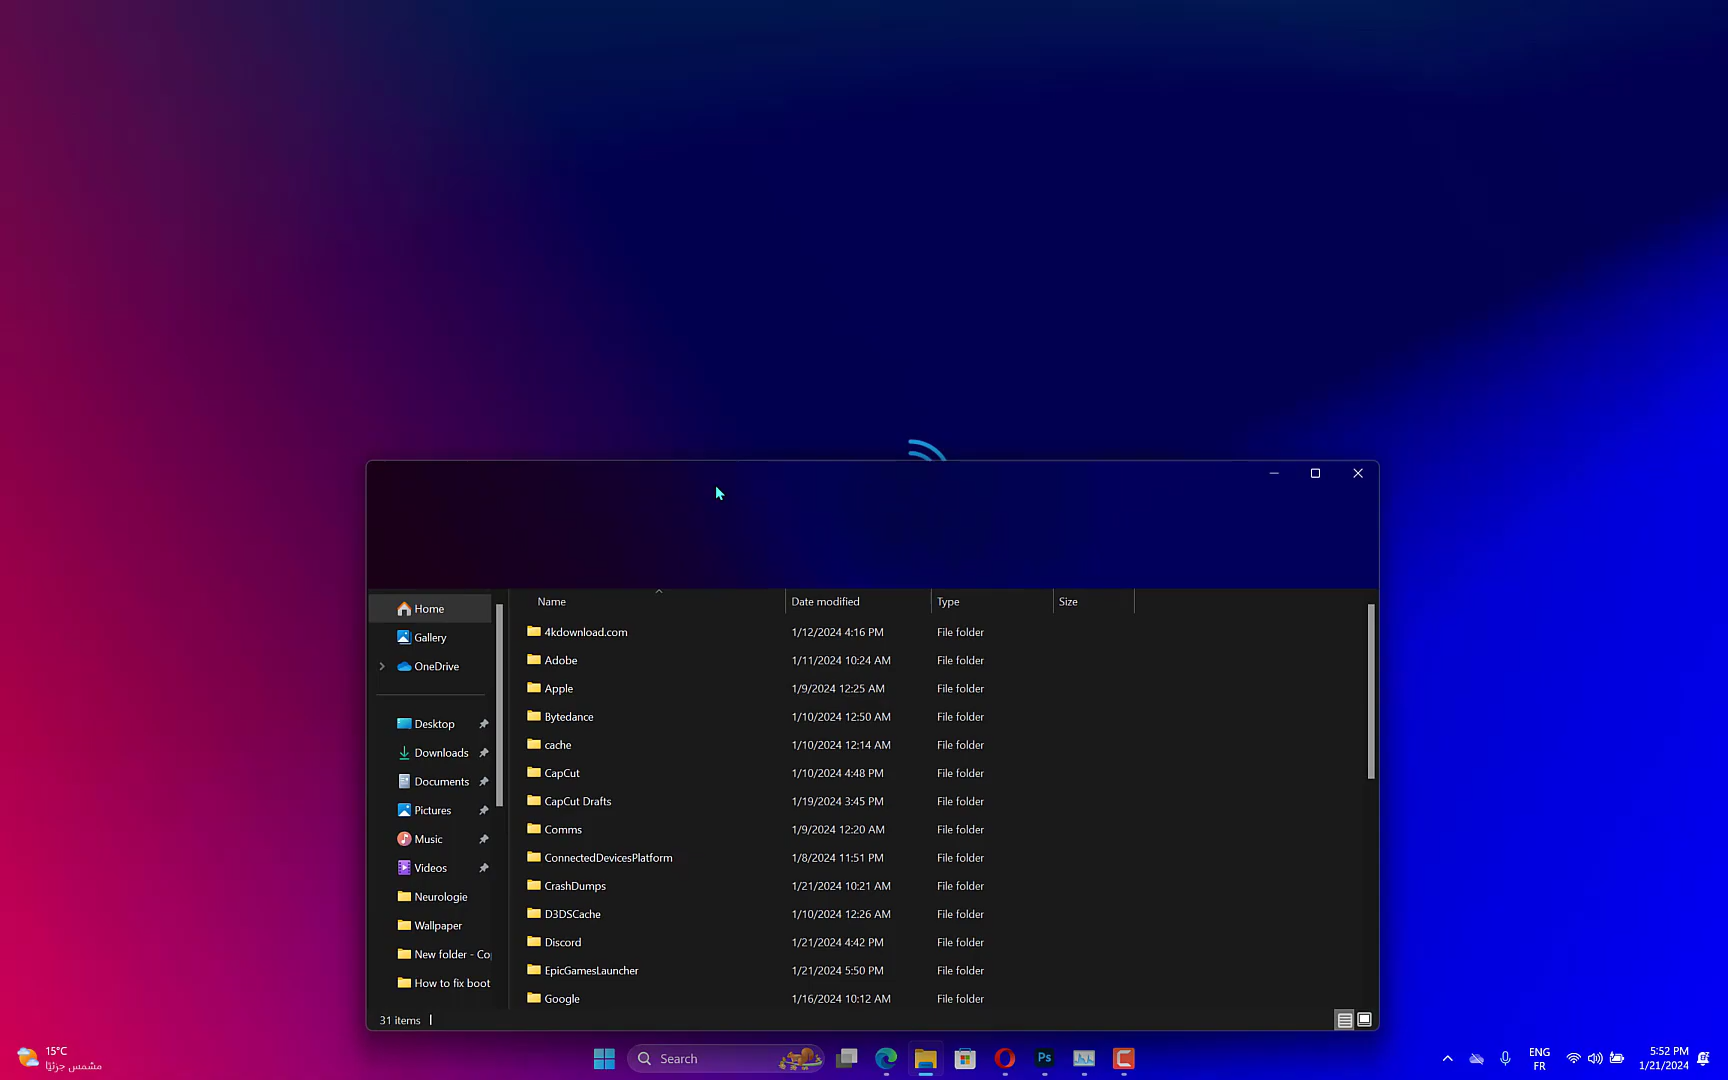 Home
Gallery
OneDrive
Desktop
Downloads
Documents
Pictures
Music
Videos
Neurologie
Wallpaper
New folder - Co
How to fix boot
Name Date modified Type Size
4kdownload.com 1/12/2024 4:16 PM File folder
Adobe 1/11/2024 10:24 AM File folder
Apple 1/9/2024 12:25 AM File folder
Bytedance 1/10/2024 12:50 AM File folder
cache 1/10/2024 12:14 AM File folder
CapCut 1/10/2024 4:48 PM File folder
CapCut Drafts 1/19/2024 3:45 PM File folder
Comms 1/9/2024 12:20 AM File folder
ConnectedDevicesPlatform 1/8/2024 11:51 PM File folder
CrashDumps 1/21/2024 10:21 AM File folder
D3DSCache 1/10/2024 12:26 AM File folder
Discord 1/21/2024 4:42 PM File folder
EpicGamesLauncher 1/21/2024 5:50 PM File folder
Google 1/16/2024 10:12 AM File folder
31 items
15°C
مشمس جزئيًا
Search
Ps
ENG
FR
5:52 PM
1/21/2024